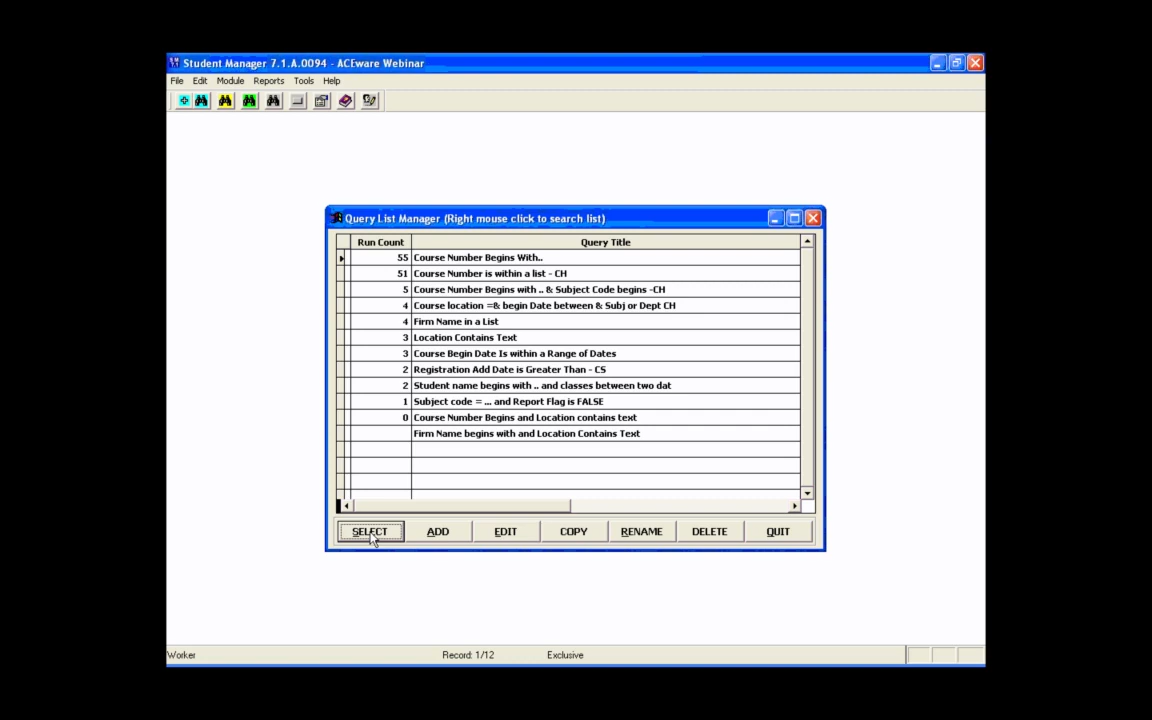 Student Manager 7.1.A.0094 - ACEware Webinar
File Edit Module Reports Tools Help
Query List Manager (Right mouse click to search list)
Run Count Query Title
55 Course Number Begins With..
51 Course Number is within a list - CH
5 Course Number Begins with .. & Subject Code begins -CH
4 Course location =& begin Date between & Subj or Dept CH
4 Firm Name in a List
3 Location Contains Text
3 Course Begin Date Is within a Range of Dates
2 Registration Add Date is Greater Than - CS
2 Student name begins with .. and classes between two dat
1 Subject code = ... and Report Flag is FALSE
0 Course Number Begins and Location contains text
Firm Name begins with and Location Contains Text
SELECT ADD EDIT COPY RENAME DELETE QUIT
Worker Record: 1/12 Exclusive